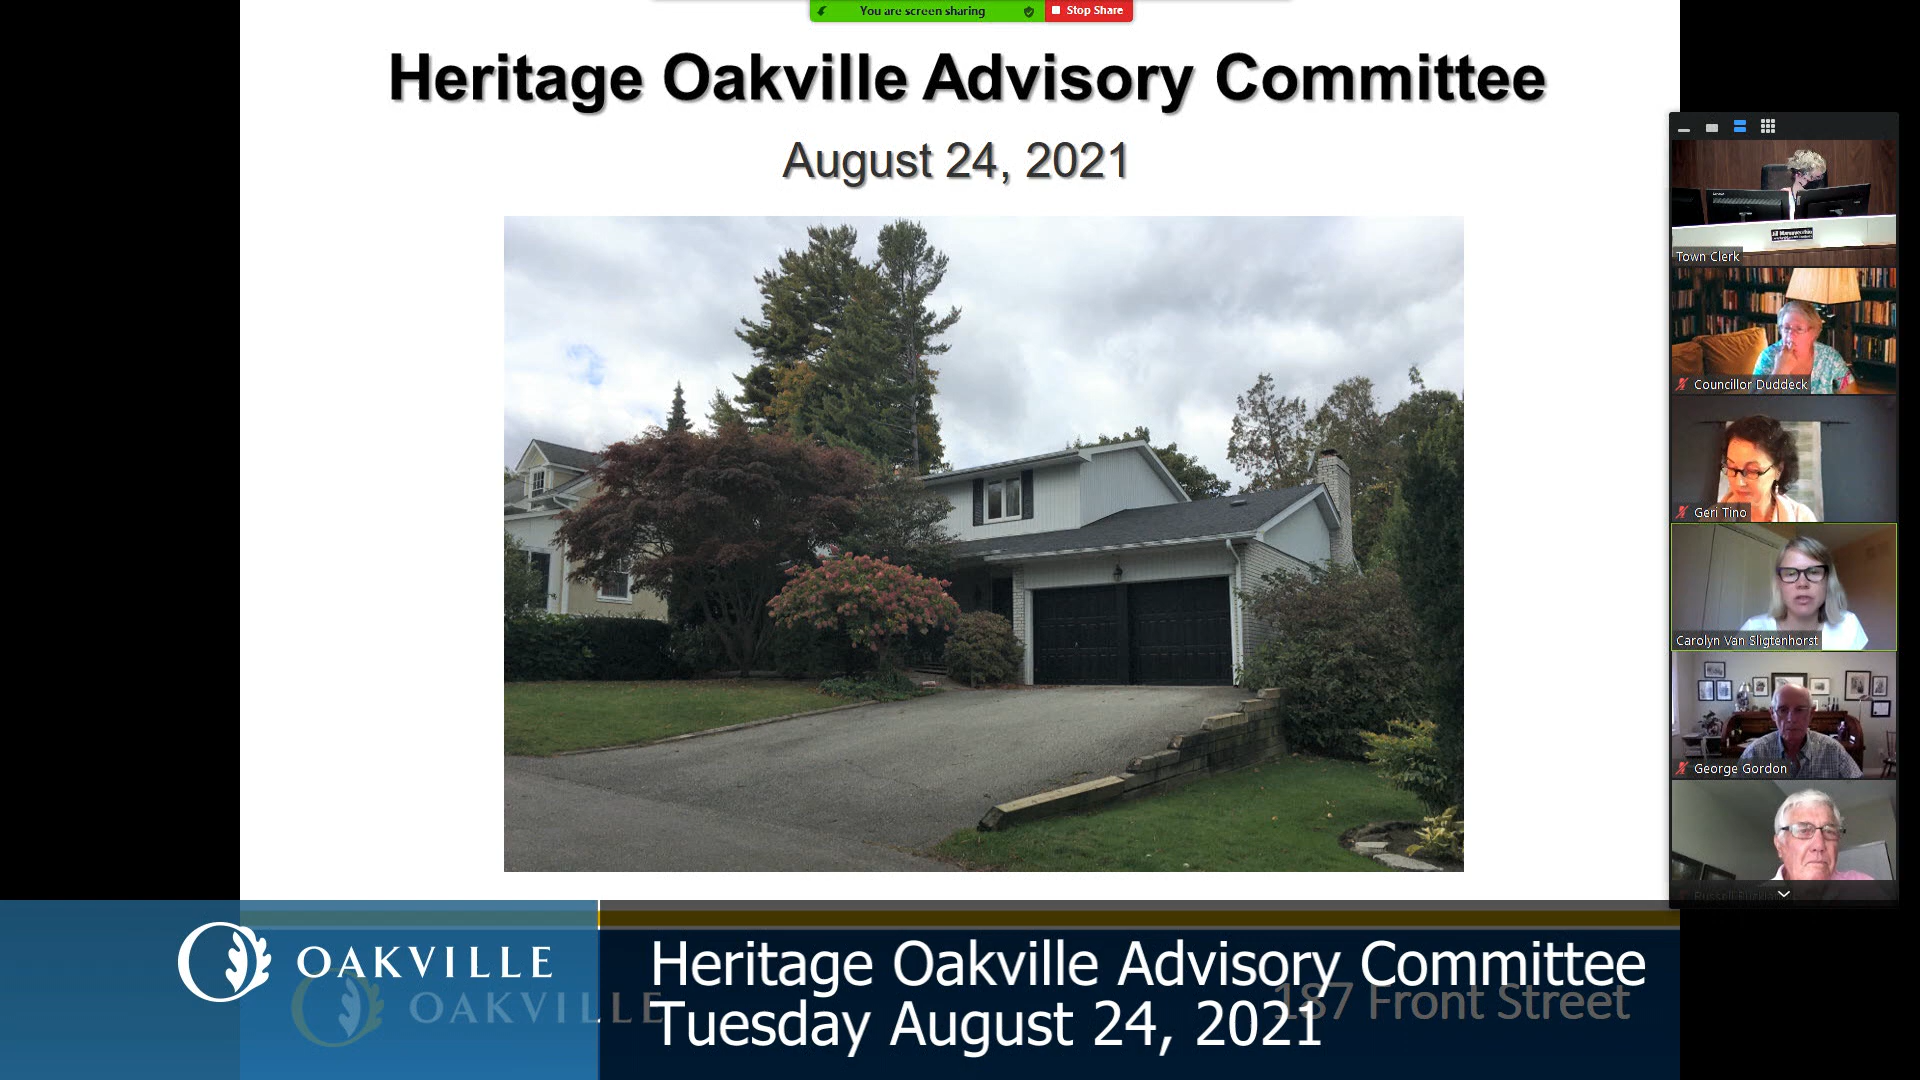 You are screen sharing
Stop Share
Heritage Oakville Advisory Committee
August 24, 2021
Town Clerk
Councillor Duddeck
Geri Tino
Carolyn Van Sligtenhorst
George Gordon
OAKVILLE
Heritage Oakville Advisory Committee
Tuesday August 24, 2021
OAKVILLE
187 Front Street